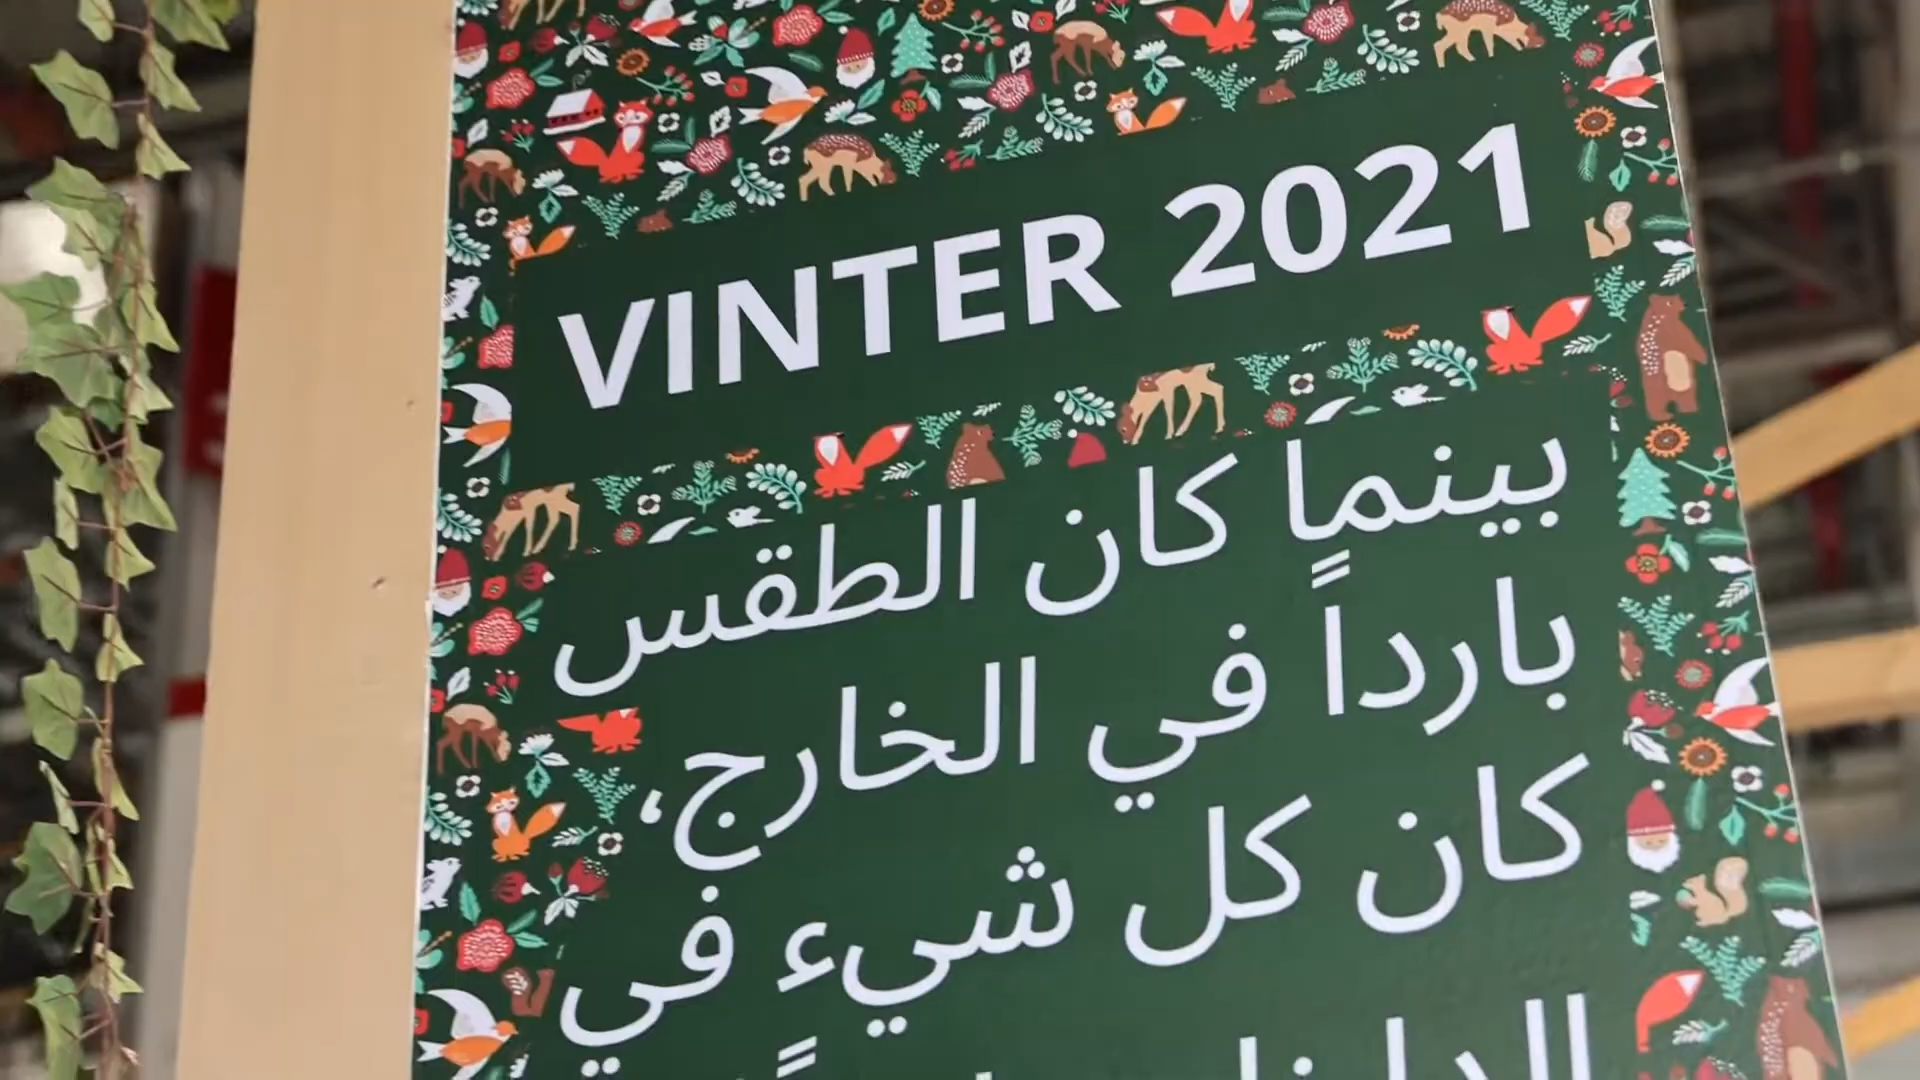 VINTER 2021
بينما كان الطقس
بارداً في الخارج،
كان كل شيء في